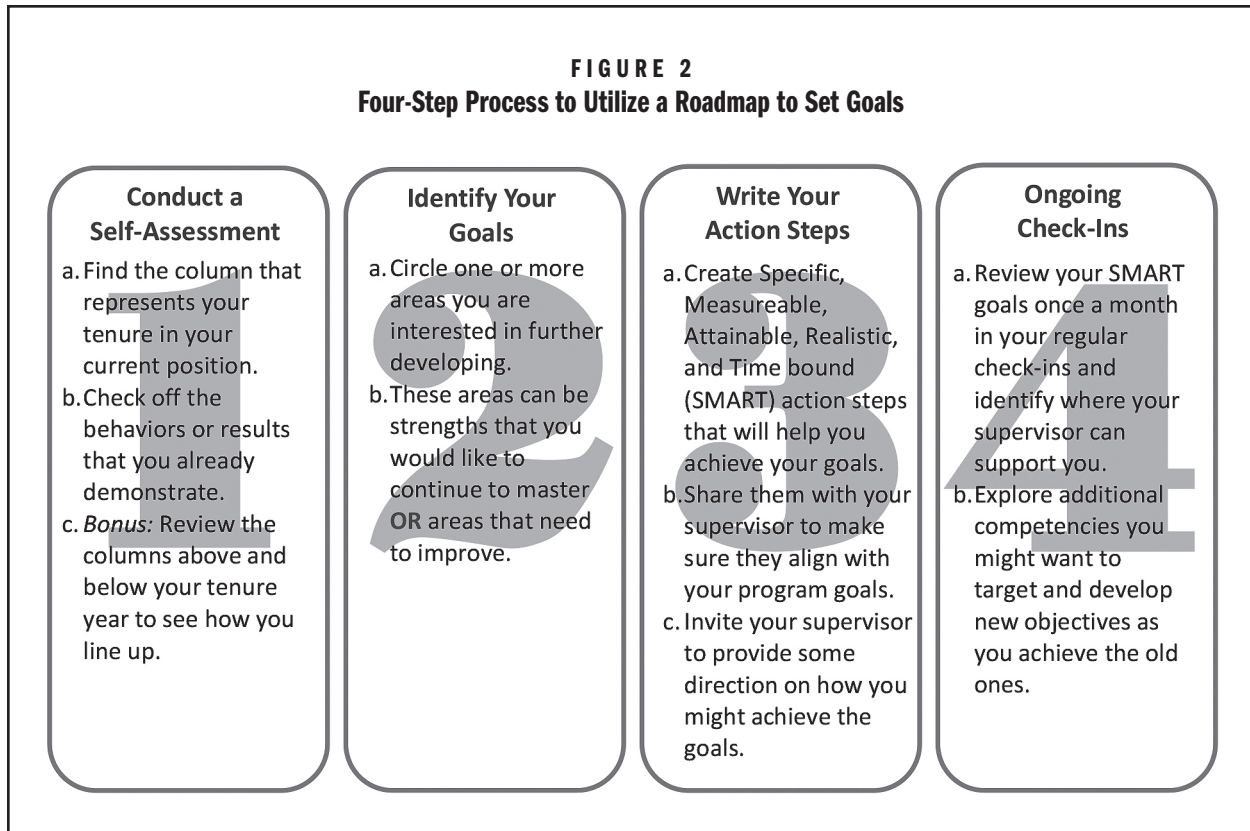 FIGURE 2
Four-Step Process to Utilize a Roadmap to Set Goals
1
Conduct a
Self-Assessment
a. Find the column that
represents your
tenure in your
current position.
b. Check off the
behaviors or results
that you already
demonstrate.
c. Bonus: Review the
columns above and
below your tenure
year to see how you
line up.
2
Identify Your
Goals
a. Circle one or more
areas you are
interested in further
developing.
b. These areas can be
strengths that you
would like to
continue to master
OR areas that need
to improve.
3
Write Your
Action Steps
a. Create Specific,
Measureable,
Attainable, Realistic,
and Time bound
(SMART) action steps
that will help you
achieve your goals.
b. Share them with your
supervisor to make
sure they align with
your program goals.
c. Invite your supervisor
to provide some
direction on how you
might achieve the
goals.
4
Ongoing
Check-Ins
a. Review your SMART
goals once a month
in your regular
check-ins and
identify where your
supervisor can
support you.
b. Explore additional
competencies you
might want to
target and develop
new objectives as
you achieve the old
ones.